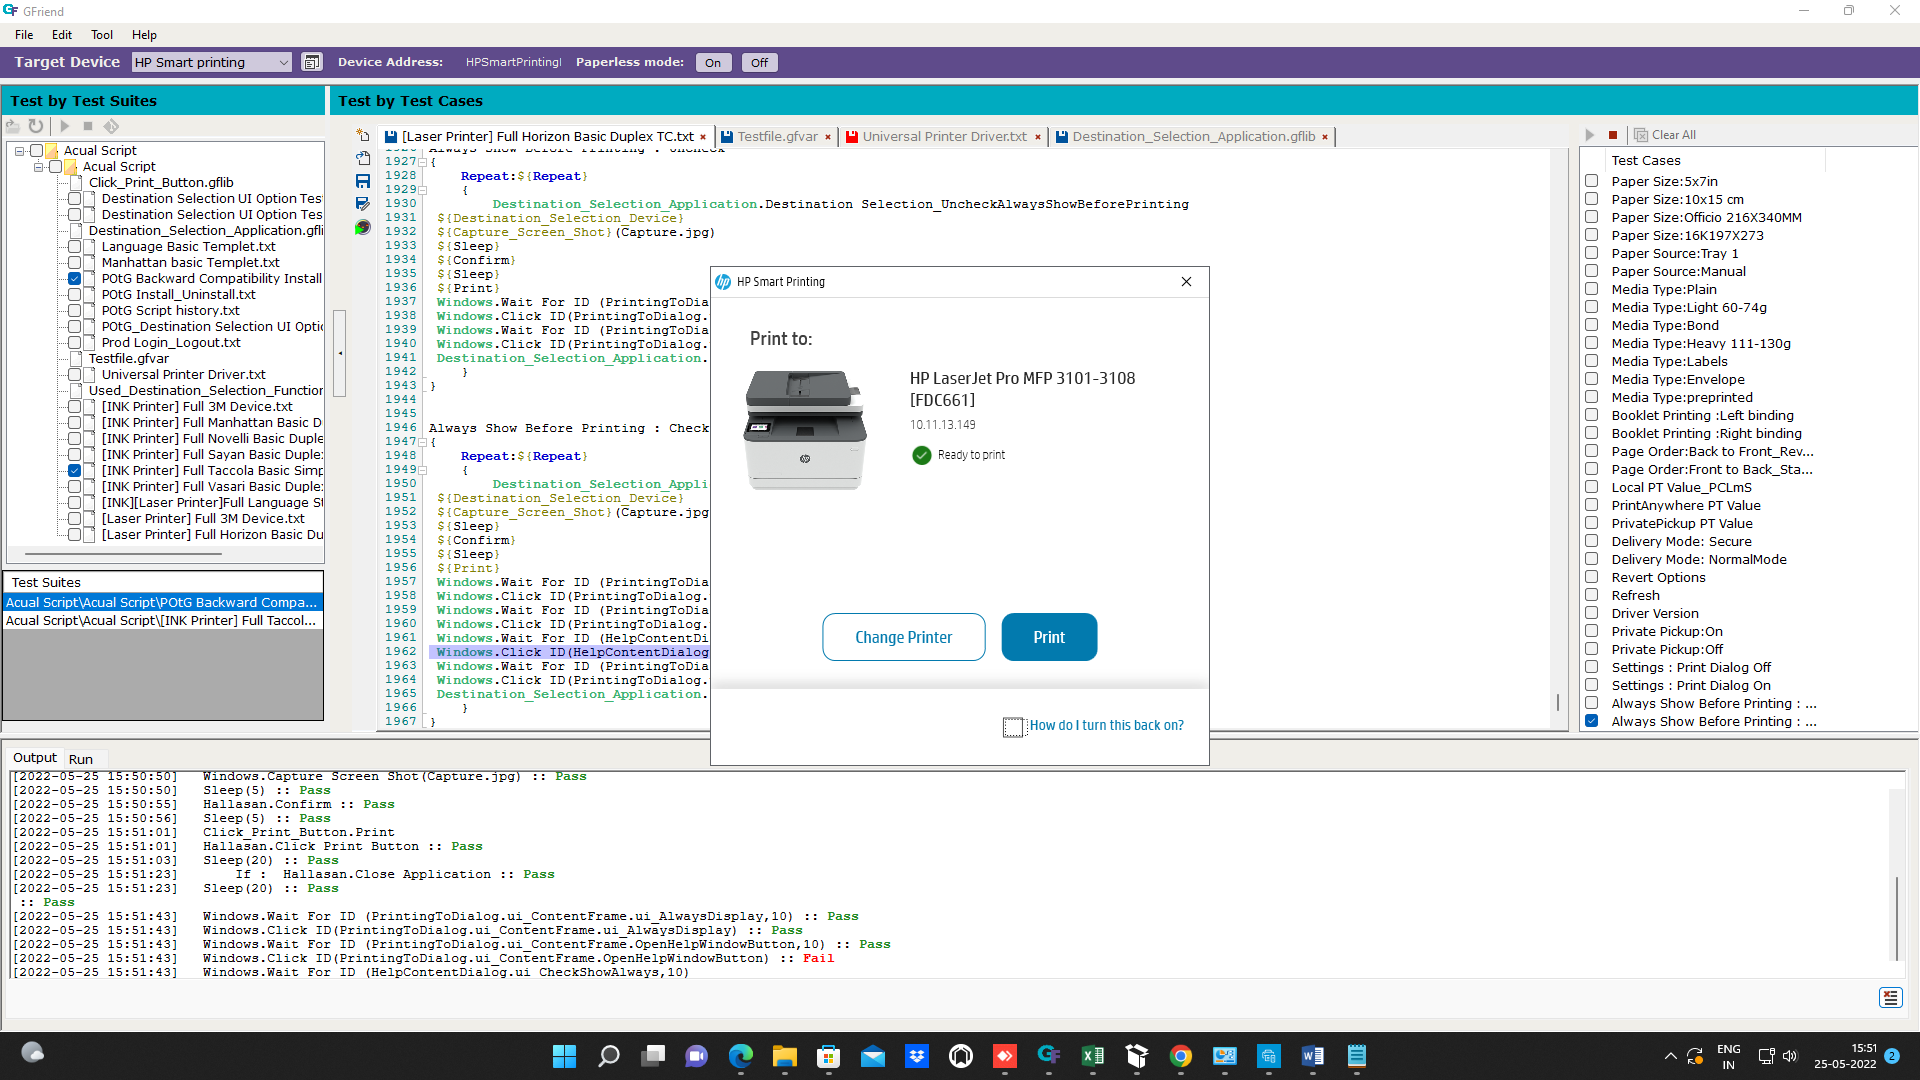 GFriend
File Edit Tool Help
Target Device HP Smart printing Device Address: HPSmartPrintingI Paperless mode: On Off
Test by Test Suites
Test by Test Cases
Acual Script
Acual Script
Click_Print_Button.gflib
Destination Selection UI Option Tes
Destination Selection UI Option Tes
Destination_Selection_Application.gfli
Language Basic Templet.txt
Manhattan basic Templet.txt
POtG Backward Compatibility Install
POtG Install_Uninstall.txt
POtG Script history.txt
POtG_Destination Selection UI Optic
Prod Login_Logout.txt
Testfile.gfvar
Universal Printer Driver.txt
Used_Destination_Selection_Function
[INK Printer] Full 3M Device.txt
[INK Printer] Full Manhattan Basic D
[INK Printer] Full Novelli Basic Duple
[INK Printer] Full Sayan Basic Duple
[INK Printer] Full Taccola Basic Simp
[INK Printer] Full Vasari Basic Duple
[INK][Laser Printer]Full Language St
[Laser Printer] Full 3M Device.txt
[Laser Printer] Full Horizon Basic Du
Test Suites
Acual Script\Acual Script\POtG Backward Compa...
Acual Script\Acual Script\[INK Printer] Full Taccol...
[Laser Printer] Full Horizon Basic Duplex TC.txt × Testfile.gfvar × Universal Printer Driver.txt × Destination_Selection_Application.gflib ×
1926 Always Show Before Printing : Uncheck
1927 {
1928 Repeat:${Repeat}
1929 {
1930 Destination_Selection_Application.Destination Selection_UncheckAlwaysShowBeforePrinting
1931 ${Destination_Selection_Device}
1932 ${Capture_Screen_Shot}(Capture.jpg)
1933 ${Sleep}
1934 ${Confirm}
1935 ${Sleep}
1936 ${Print}
1937 Windows.Wait For ID (PrintingToDia
1938 Windows.Click ID(PrintingToDialog.
1939 Windows.Wait For ID (PrintingToDia
1940 Windows.Click ID(PrintingToDialog.
1941 Destination_Selection_Application.
1942 }
1943 }
1944
1945
1946 Always Show Before Printing : Check
1947 {
1948 Repeat:${Repeat}
1949 {
1950 Destination_Selection_Appli
1951 ${Destination_Selection_Device}
1952 ${Capture_Screen_Shot}(Capture.jpg
1953 ${Sleep}
1954 ${Confirm}
1955 ${Sleep}
1956 ${Print}
1957 Windows.Wait For ID (PrintingToDia
1958 Windows.Click ID(PrintingToDialog.
1959 Windows.Wait For ID (PrintingToDia
1960 Windows.Click ID(PrintingToDialog.
1961 Windows.Wait For ID (HelpContentDi
1962 Windows.Click ID(HelpContentDialog
1963 Windows.Wait For ID (PrintingToDia
1964 Windows.Click ID(PrintingToDialog.
1965 Destination_Selection_Application.
1966 }
1967 }
HP Smart Printing
Print to:
HP LaserJet Pro MFP 3101-3108
[FDC661]
10.11.13.149
Ready to print
Change Printer
Print
How do I turn this back on?
Clear All
Test Cases
Paper Size:5x7in
Paper Size:10x15 cm
Paper Size:Officio 216X340MM
Paper Size:16K197X273
Paper Source:Tray 1
Paper Source:Manual
Media Type:Plain
Media Type:Light 60-74g
Media Type:Bond
Media Type:Heavy 111-130g
Media Type:Labels
Media Type:Envelope
Media Type:preprinted
Booklet Printing :Left binding
Booklet Printing :Right binding
Page Order:Back to Front_Rev...
Page Order:Front to Back_Sta...
Local PT Value_PCLmS
PrintAnywhere PT Value
PrivatePickup PT Value
Delivery Mode: Secure
Delivery Mode: NormalMode
Revert Options
Refresh
Driver Version
Private Pickup:On
Private Pickup:Off
Settings : Print Dialog Off
Settings : Print Dialog On
Always Show Before Printing : ...
Always Show Before Printing : ...
Output Run
[2022-05-25 15:50:50] Windows.Capture Screen Shot(Capture.jpg) :: Pass
[2022-05-25 15:50:50] Sleep(5) :: Pass
[2022-05-25 15:50:55] Hallasan.Confirm :: Pass
[2022-05-25 15:50:56] Sleep(5) :: Pass
[2022-05-25 15:51:01] Click_Print_Button.Print
[2022-05-25 15:51:01] Hallasan.Click Print Button :: Pass
[2022-05-25 15:51:03] Sleep(20) :: Pass
[2022-05-25 15:51:23] If : Hallasan.Close Application :: Pass
[2022-05-25 15:51:23] Sleep(20) :: Pass
:: Pass
[2022-05-25 15:51:43] Windows.Wait For ID (PrintingToDialog.ui_ContentFrame.ui_AlwaysDisplay,10) :: Pass
[2022-05-25 15:51:43] Windows.Click ID(PrintingToDialog.ui_ContentFrame.ui_AlwaysDisplay) :: Pass
[2022-05-25 15:51:43] Windows.Wait For ID (PrintingToDialog.ui_ContentFrame.OpenHelpWindowButton,10) :: Pass
[2022-05-25 15:51:43] Windows.Click ID(PrintingToDialog.ui_ContentFrame.OpenHelpWindowButton) :: Fail
[2022-05-25 15:51:43] Windows.Wait For ID (HelpContentDialog.ui_CheckShowAlways,10)
ENG
IN
15:51
25-05-2022
2